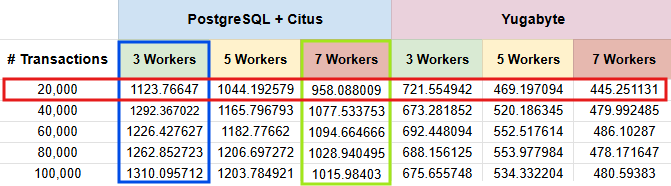 PostgreSQL + Citus Yugabyte
# Transactions 3 Workers 5 Workers 7 Workers 3 Workers 5 Workers 7 Workers
20,000 1123.76647 1044.192579 958.088009 721.554942 469.197094 445.251131
40,000 1292.367022 1165.796793 1077.533753 673.281852 520.186345 479.992485
60,000 1226.427627 1182.77662 1094.664666 692.448094 552.517614 486.10287
80,000 1262.852723 1206.697272 1028.940495 688.156125 553.977984 478.171647
100,000 1310.095712 1203.784921 1015.98403 675.655748 534.332204 480.59383